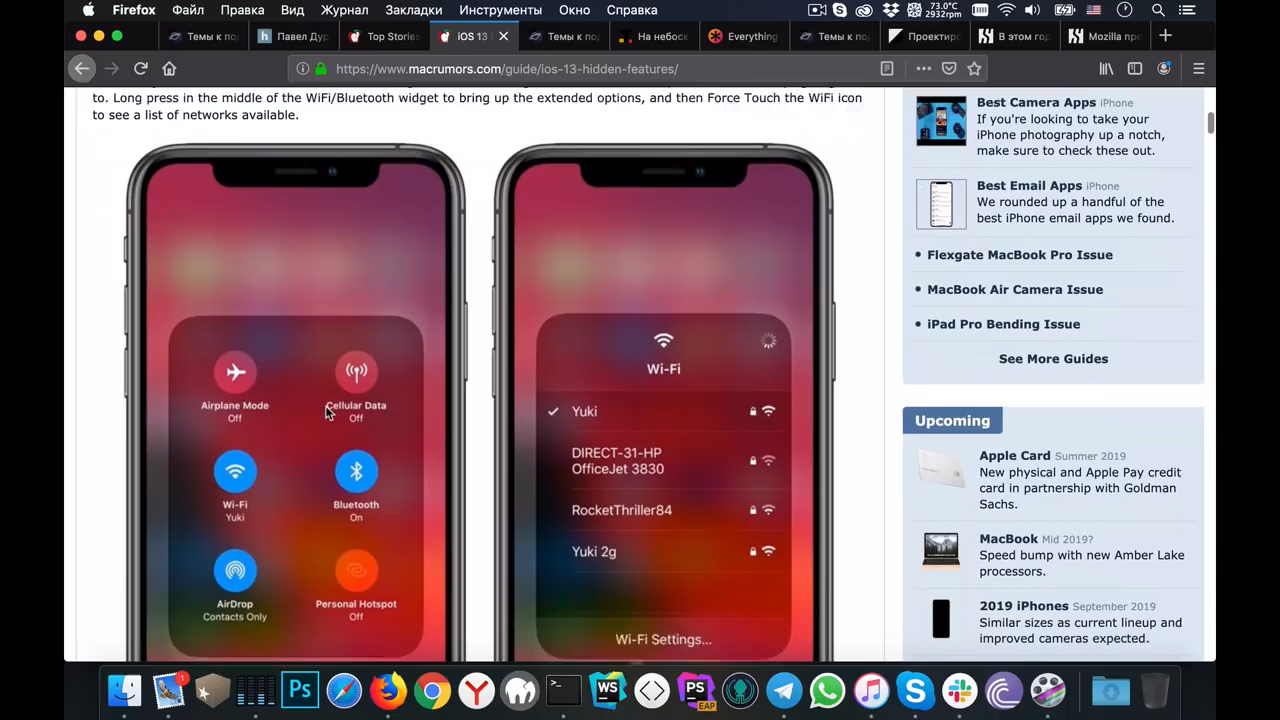 Firefox Файл Правка Вид Журнал Закладки Инструменты Окно Справка
73.0°C
2932rpm
Темы к по
Павел Дур
Top Stories
iOS 13
Темы к по
На небоск
Everything
Темы к по
Проектир
В этом год
Mozilla пре
https://www.macrumors.com/guide/ios-13-hidden-features/
to. Long press in the middle of the WiFi/Bluetooth widget to bring up the extended options, and then Force Touch the WiFi icon
to see a list of networks available.
Airplane Mode
Off
Cellular Data
Off
Wi-Fi
Yuki
Bluetooth
On
AirDrop
Contacts Only
Personal Hotspot
Off
Wi-Fi
Yuki
DIRECT-31-HP
OfficeJet 3830
RocketThriller84
Yuki 2g
Wi-Fi Settings...
Best Camera Apps iPhone
If you're looking to take your
iPhone photography up a notch,
make sure to check these out.
Best Email Apps iPhone
We rounded up a handful of the
best iPhone email apps we found.
Flexgate MacBook Pro Issue
MacBook Air Camera Issue
iPad Pro Bending Issue
See More Guides
Upcoming
Apple Card Summer 2019
New physical and Apple Pay credit
card in partnership with Goldman
Sachs.
MacBook Mid 2019?
Speed bump with new Amber Lake
processors.
2019 iPhones September 2019
Similar sizes as current lineup and
improved cameras expected.
1
Ps
WS
PS
EAP